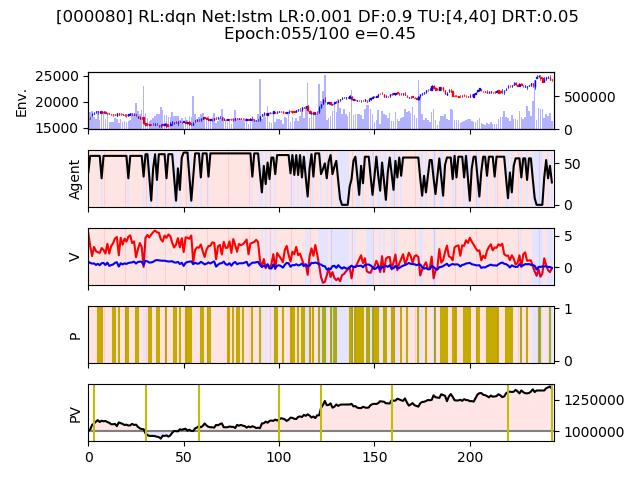 [000080] RL:dqn Net:lstm LR:0.001 DF:0.9 TU:[4,40] DRT:0.05
Epoch:055/100 e=0.45
Env.
25000
20000
15000
500000
0
Agent
50
0
V
5
0
P
1
0
PV
1250000
1000000
0 50 100 150 200